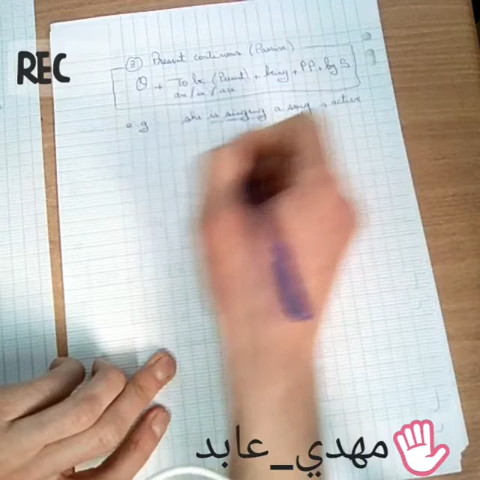 REC
② Present continuous (Passive)
O + To be (Present) + being + PP + by S
am / is / are
e.g she is singing a song → active
مهدي_عابد